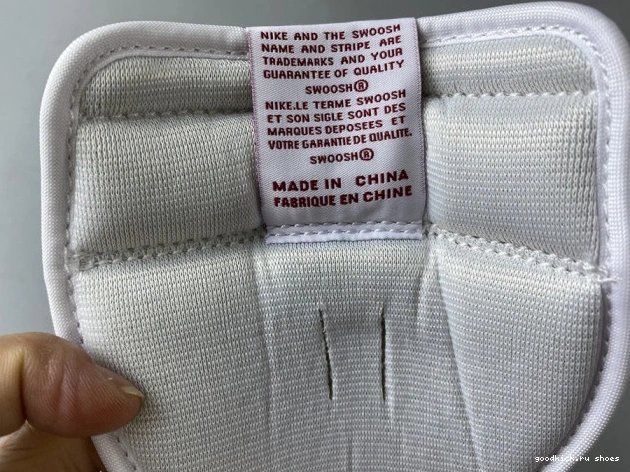 NIKE AND THE SWOOSH
NAME AND STRIPE ARE
TRADEMARKS AND YOUR
GUARANTEE OF QUALITY
SWOOSH®
NIKE.LE TERME SWOOSH
ET SON SIGLE SONT DES
MARQUES DEPOSEES ET
VOTRE GARANTIE DE QUALITE.
SWOOSH®
MADE IN CHINA
FABRIQUE EN CHINE
goodkick.ru shoes